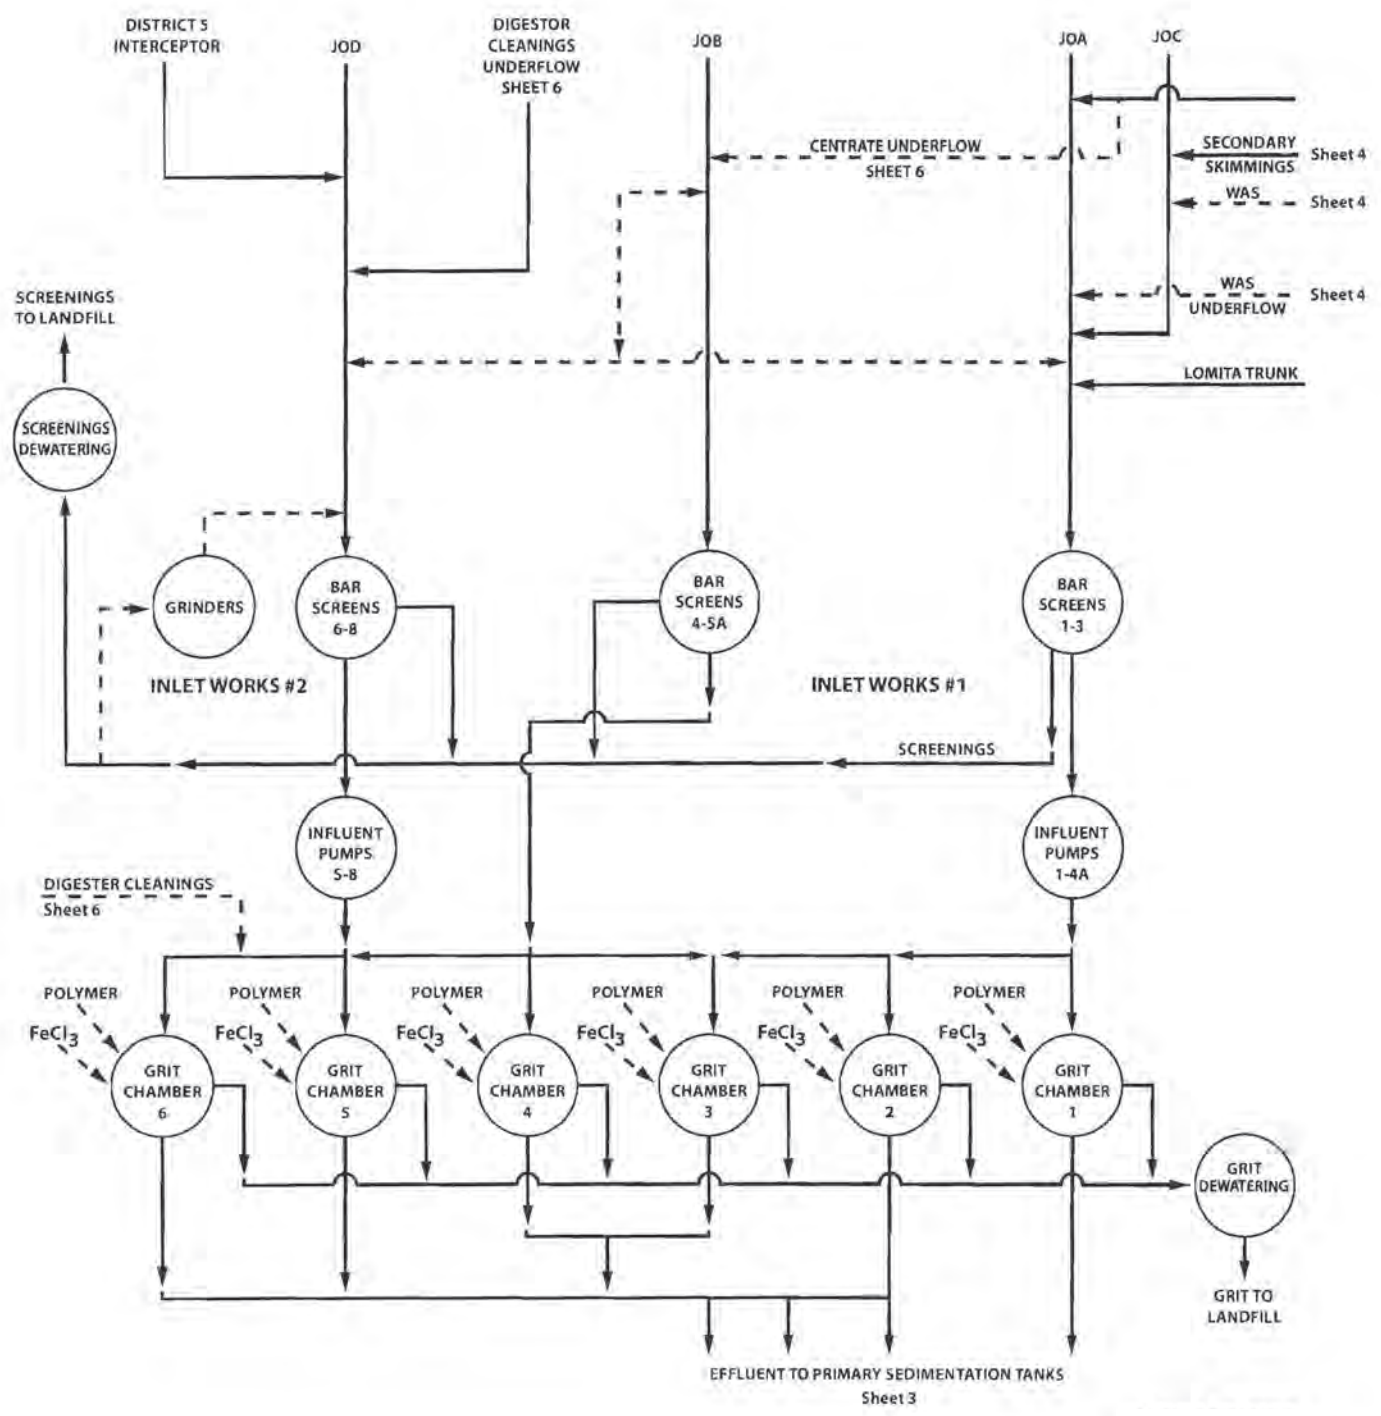 DISTRICT 5
INTERCEPTOR
JOD
DIGESTOR
CLEANINGS
UNDERFLOW
SHEET 6
JOB
JOA
JOC
CENTRATE UNDERFLOW
SHEET 6
SECONDARY
SKIMMINGS
Sheet 4
WAS
Sheet 4
WAS
UNDERFLOW
Sheet 4
LOMITA TRUNK
SCREENINGS
TO LANDFILL
SCREENINGS
DEWATERING
GRINDERS
BAR
SCREENS
6-8
BAR
SCREENS
4-5A
BAR
SCREENS
1-3
INLET WORKS #2
INLET WORKS #1
SCREENINGS
INFLUENT
PUMPS
5-8
INFLUENT
PUMPS
1-4A
DIGESTER CLEANINGS
Sheet 6
POLYMER
FeCl3
POLYMER
FeCl3
POLYMER
FeCl3
POLYMER
FeCl3
POLYMER
FeCl3
POLYMER
FeCl3
GRIT
CHAMBER
6
GRIT
CHAMBER
5
GRIT
CHAMBER
4
GRIT
CHAMBER
3
GRIT
CHAMBER
2
GRIT
CHAMBER
1
GRIT
DEWATERING
GRIT TO
LANDFILL
EFFLUENT TO PRIMARY SEDIMENTATION TANKS
Sheet 3